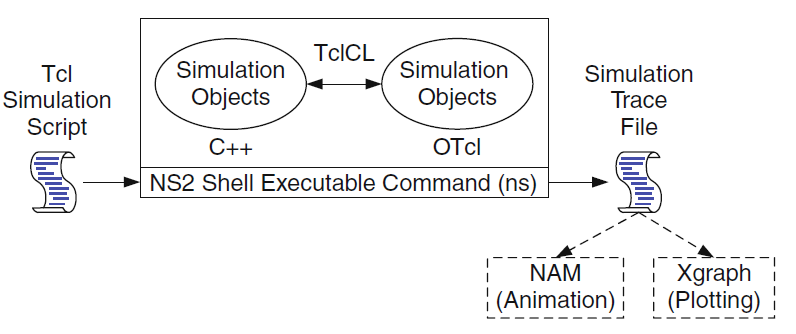 Tcl
Simulation
Script
TclCL
Simulation
Objects
Simulation
Objects
C++
OTcl
NS2 Shell Executable Command (ns)
Simulation
Trace
File
NAM
(Animation)
Xgraph
(Plotting)